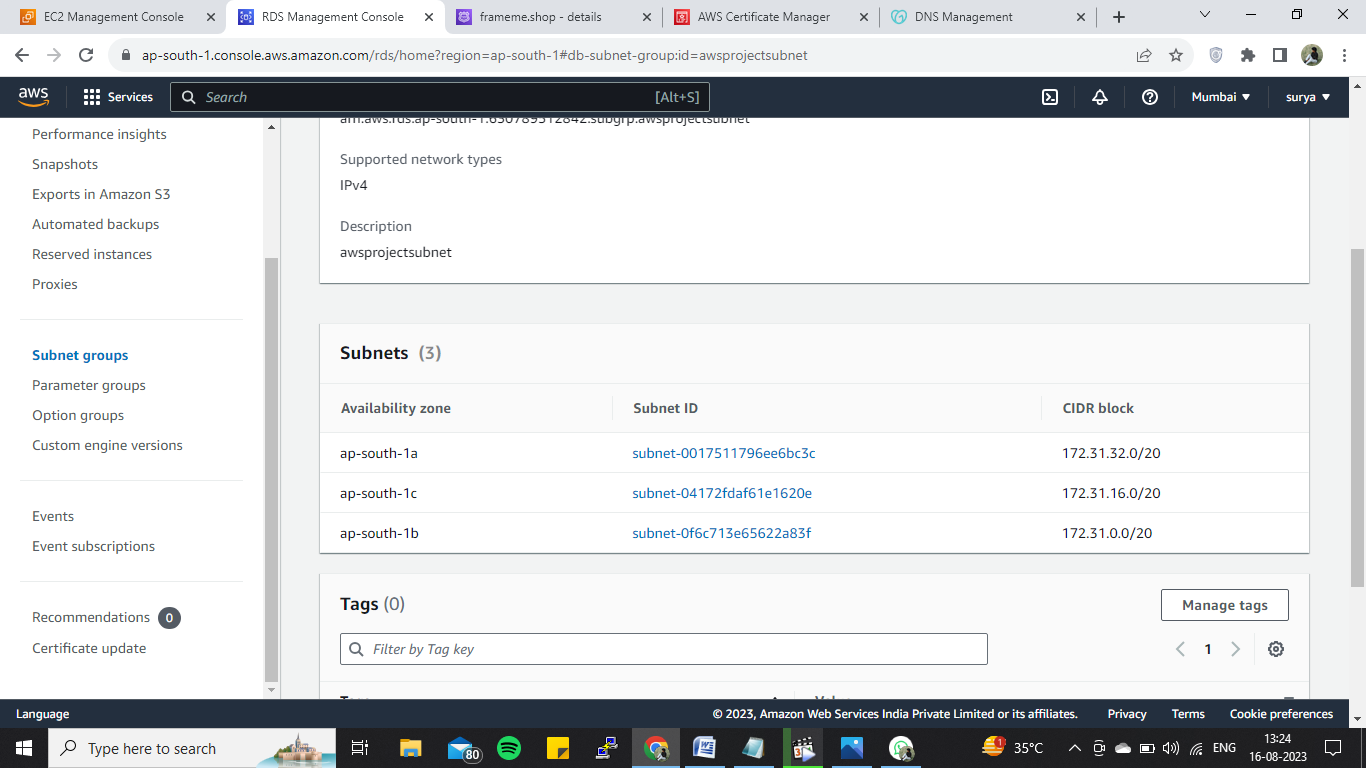 EC2 Management Console
RDS Management Console
frameme.shop - details
AWS Certificate Manager
DNS Management
ap-south-1.console.aws.amazon.com/rds/home?region=ap-south-1#db-subnet-group:id=awsprojectsubnet
aws
Services
Search
[Alt+S]
Mumbai
surya
Performance insights
Snapshots
Exports in Amazon S3
Automated backups
Reserved instances
Proxies
Subnet groups
Parameter groups
Option groups
Custom engine versions
Events
Event subscriptions
Recommendations 0
Certificate update
Supported network types
IPv4
Description
awsprojectsubnet
Subnets (3)
Availability zone Subnet ID CIDR block
ap-south-1a subnet-0017511796ee6bc3c 172.31.32.0/20
ap-south-1c subnet-04172fdaf61e1620e 172.31.16.0/20
ap-south-1b subnet-0f6c713e65622a83f 172.31.0.0/20
Tags (0)
Manage tags
Filter by Tag key
1
Language
© 2023, Amazon Web Services India Private Limited or its affiliates.
Privacy
Terms
Cookie preferences
Type here to search
80
1
35°C
ENG
13:24
16-08-2023